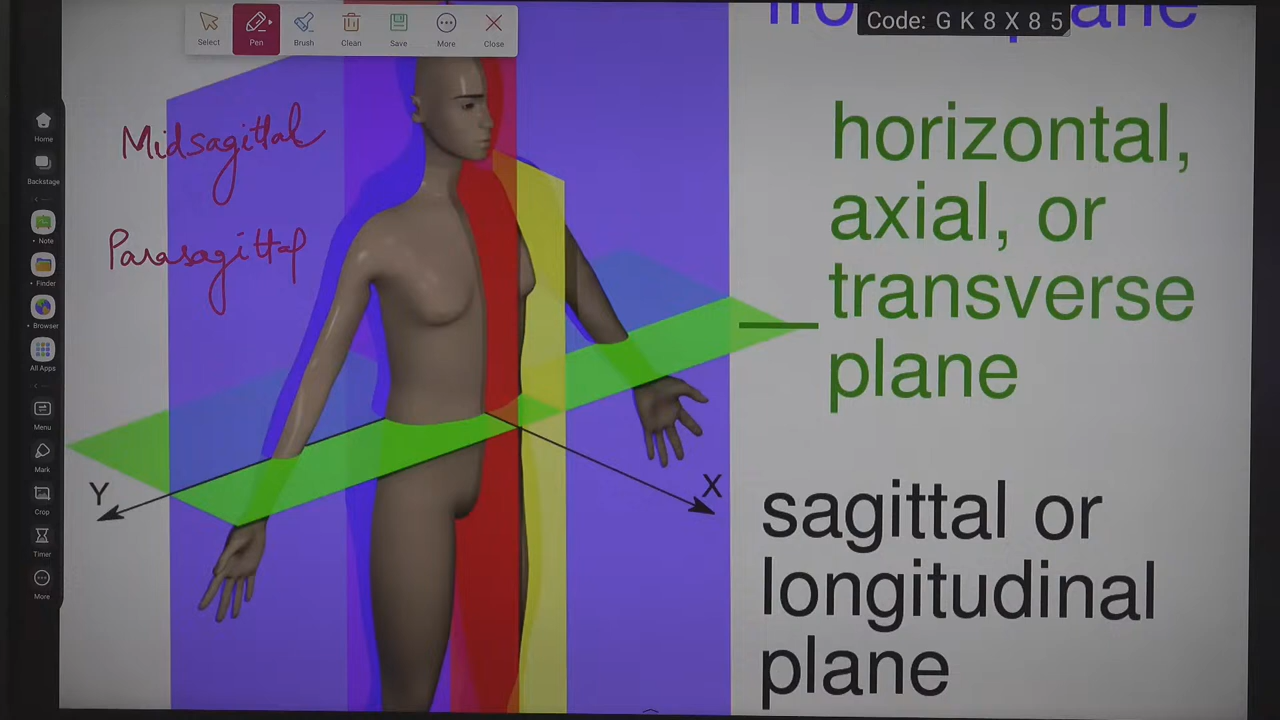 Select
Pen
Brush
Clean
Save
More
Close
Code: G K 8 X 8 5
Home
Backstage
Note
Finder
Browser
All Apps
Menu
Mark
Crop
Timer
More
Midsagittal
Parasagittal
horizontal,
axial, or
transverse
plane
Y
X
sagittal or
longitudinal
plane